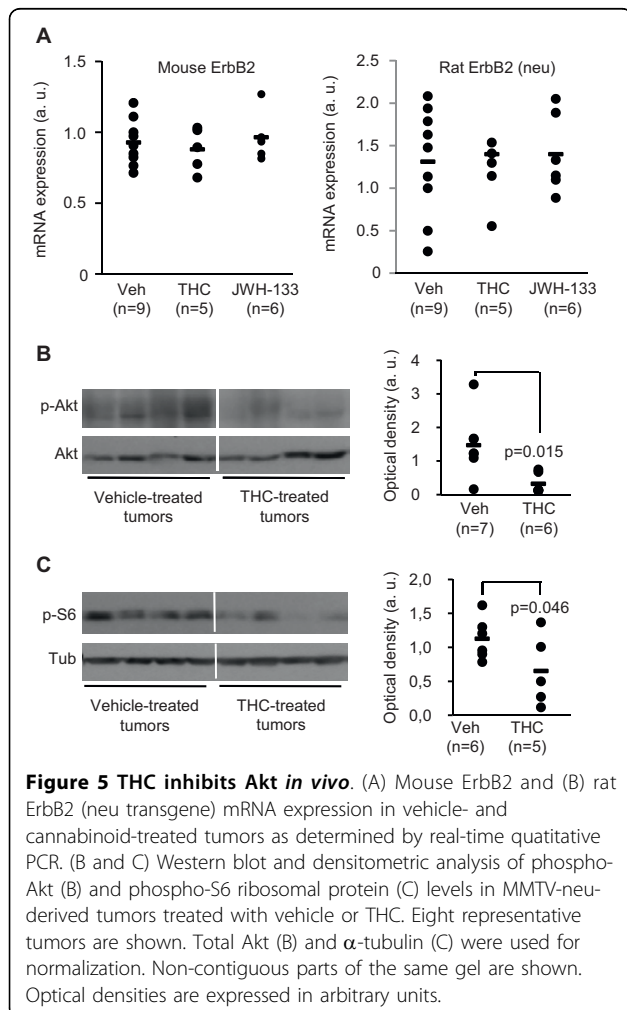 A
Mouse ErbB2
Rat ErbB2 (neu)
mRNA expression (a. u.)
1.5
1.0
0.5
0
Veh
(n=9)
THC
(n=5)
JWH-133
(n=6)
mRNA expression (a. u.)
2.5
2.0
1.5
1.0
0.5
0
Veh
(n=9)
THC
(n=5)
JWH-133
(n=6)
B
p-Akt
Akt
Vehicle-treated
tumors
THC-treated
tumors
Optical density (a. u.)
4
3
2
1
0
p=0.015
Veh
(n=7)
THC
(n=6)
C
p-S6
Tub
Vehicle-treated
tumors
THC-treated
tumors
Optical density (a. u.)
2,0
1,5
1,0
0,5
0,0
p=0.046
Veh
(n=6)
THC
(n=5)
Figure 5 THC inhibits Akt in vivo. (A) Mouse ErbB2 and (B) rat
ErbB2 (neu transgene) mRNA expression in vehicle- and
cannabinoid-treated tumors as determined by real-time quatitative
PCR. (B and C) Western blot and densitometric analysis of phospho-
Akt (B) and phospho-S6 ribosomal protein (C) levels in MMTV-neu-
derived tumors treated with vehicle or THC. Eight representative
tumors are shown. Total Akt (B) and α-tubulin (C) were used for
normalization. Non-contiguous parts of the same gel are shown.
Optical densities are expressed in arbitrary units.